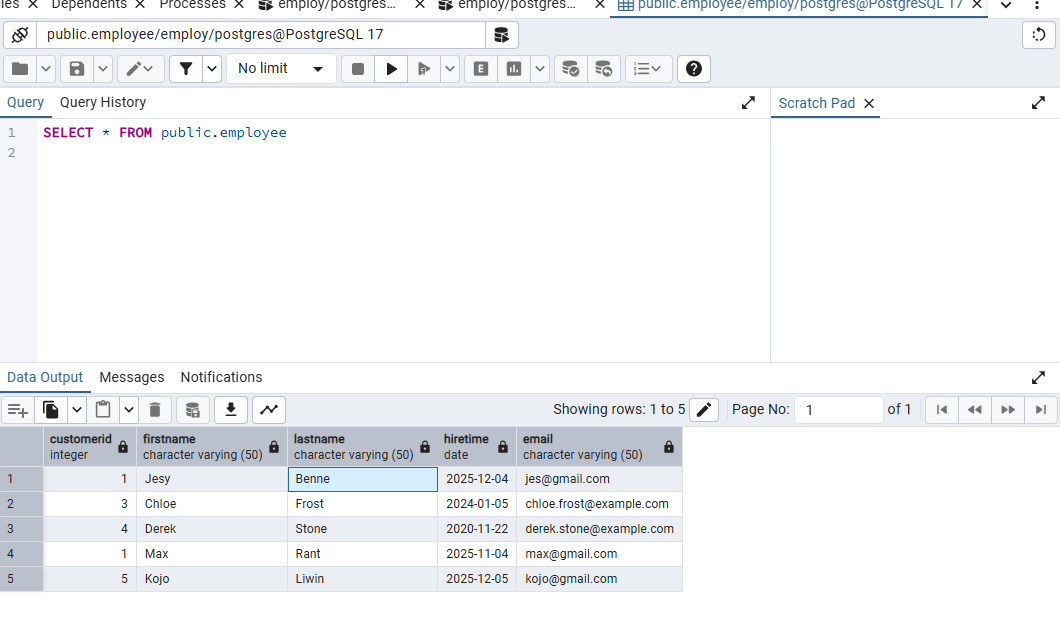 les Dependents Processes employ/postgres... employ/postgres... public.employee/employ/postgres@PostgreSQL 17
public.employee/employ/postgres@PostgreSQL 17
No limit E
Query Query History Scratch Pad
1 SELECT * FROM public.employee
2
Data Output Messages Notifications
Showing rows: 1 to 5 Page No: 1 of 1
customerid firstname lastname hiretime email
integer character varying (50) character varying (50) date character varying (50)
1 1 Jesy Benne 2025-12-04 jes@gmail.com
2 3 Chloe Frost 2024-01-05 chloe.frost@example.com
3 4 Derek Stone 2020-11-22 derek.stone@example.com
4 1 Max Rant 2025-11-04 max@gmail.com
5 5 Kojo Liwin 2025-12-05 kojo@gmail.com